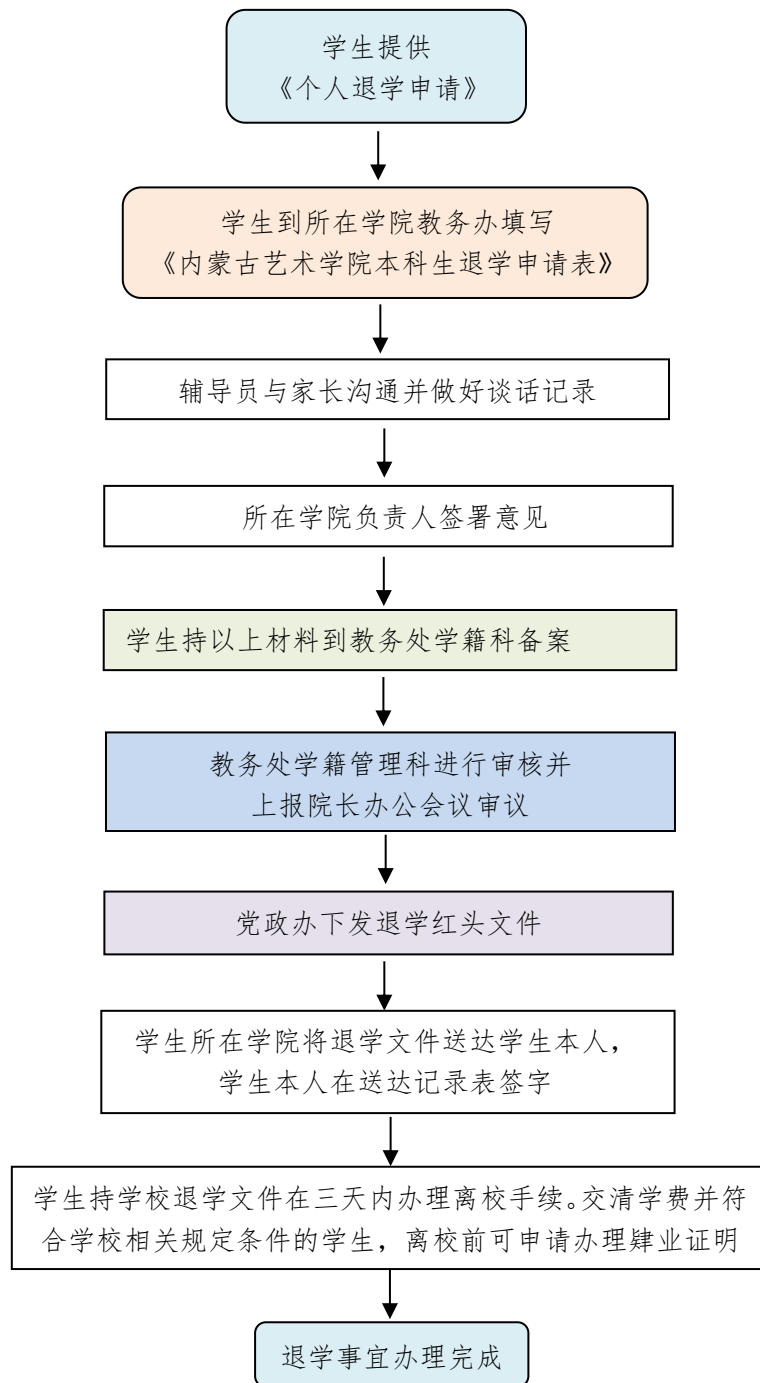 学生提供
《个人退学申请》
学生到所在学院教务办填写
《内蒙古艺术学院本科生退学申请表》
辅导员与家长沟通并做好谈话记录
所在学院负责人签署意见
学生持以上材料到教务处学籍科备案
教务处学籍管理科进行审核并
上报院长办公会议审议
党政办下发退学红头文件
学生所在学院将退学文件送达学生本人，
学生本人在送达记录表签字
学生持学校退学文件在三天内办理离校手续。交清学费并符
合学校相关规定条件的学生，离校前可申请办理肄业证明
退学事宜办理完成